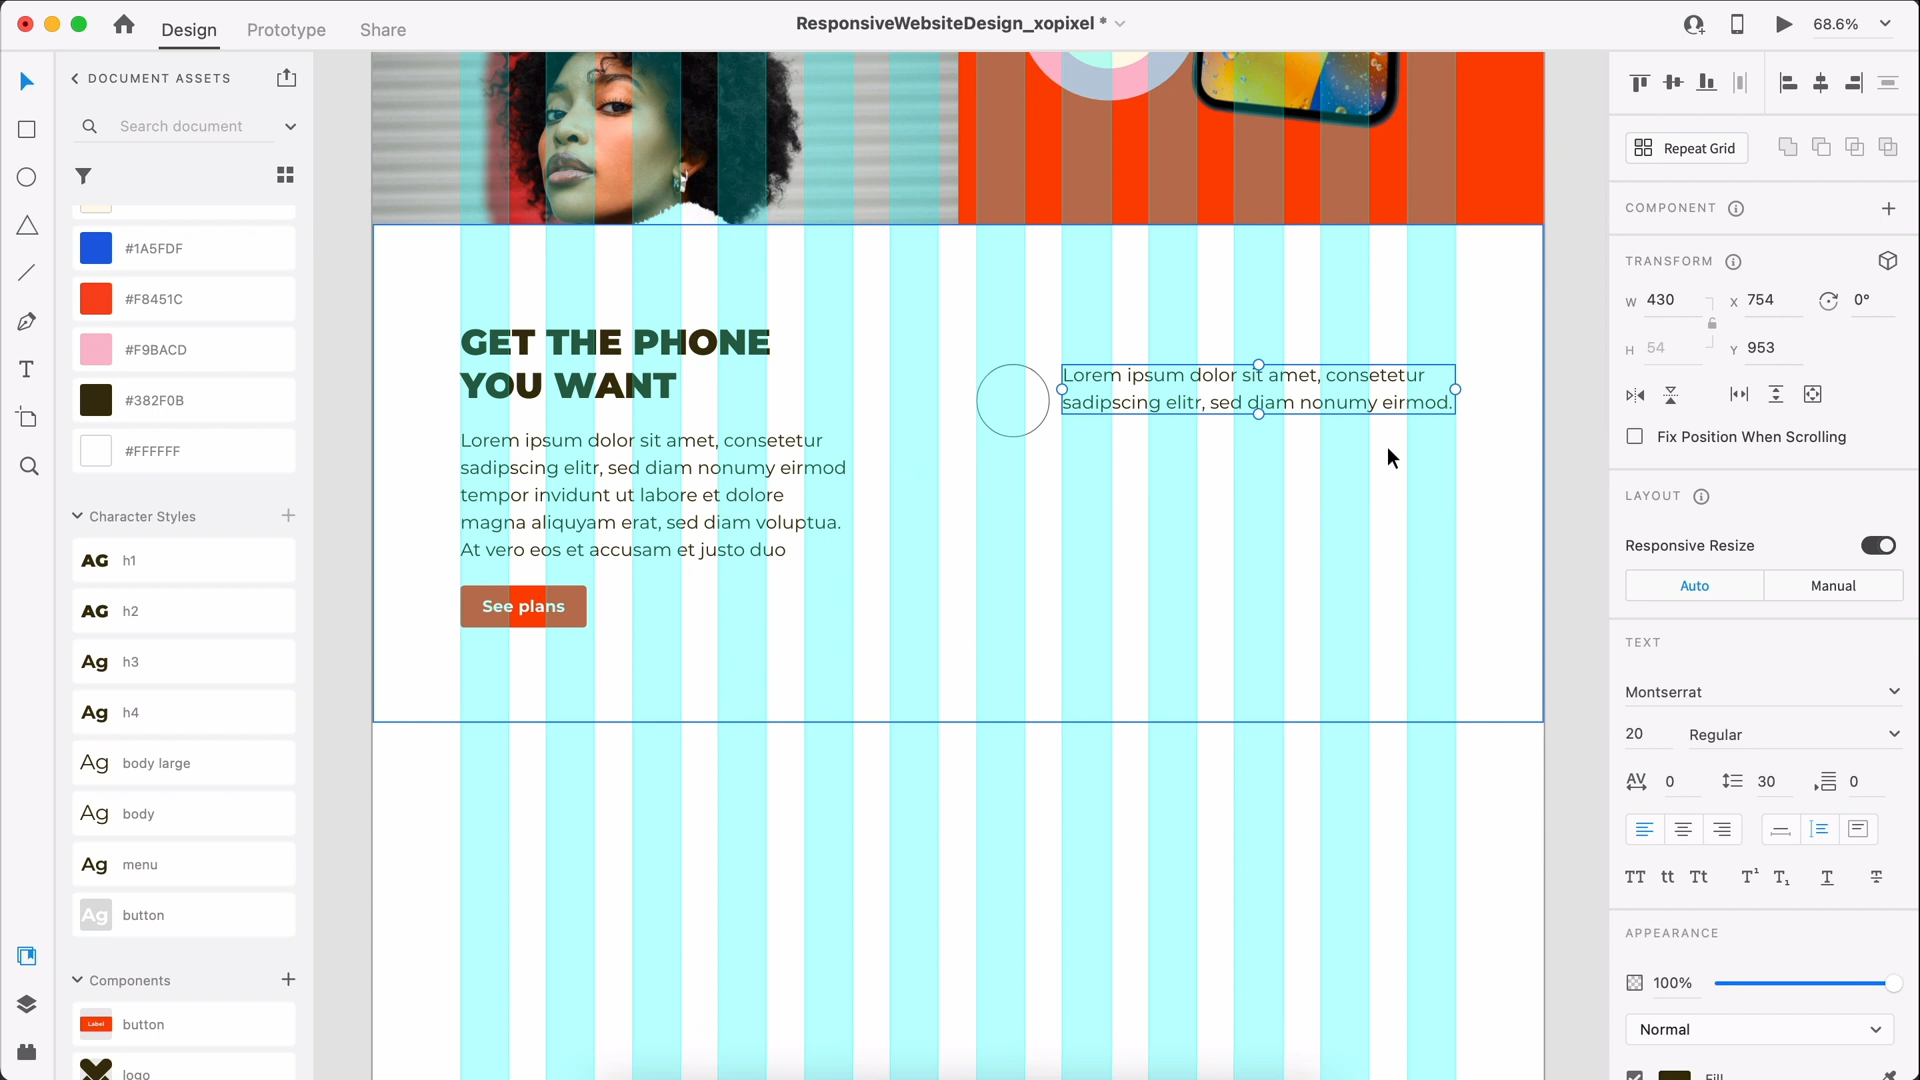 Design
Prototype
Share
ResponsiveWebsiteDesign_xopixel *
68.6%
DOCUMENT ASSETS
Search document
#1A5FDF
#F8451C
#F9BACD
#382F0B
#FFFFFF
Character Styles
AG h1
AG h2
Ag h3
Ag h4
Ag body large
Ag body
Ag menu
Ag button
Components
Label button
logo
GET THE PHONE
YOU WANT
Lorem ipsum dolor sit amet, consetetur
sadipscing elitr, sed diam nonumy eirmod
tempor invidunt ut labore et dolore
magna aliquyam erat, sed diam voluptua.
At vero eos et accusam et justo duo
See plans
Lorem ipsum dolor sit amet, consetetur
sadipscing elitr, sed diam nonumy eirmod.
Repeat Grid
COMPONENT
TRANSFORM
W 430 X 754 0°
H 54 Y 953
Fix Position When Scrolling
LAYOUT
Responsive Resize
Auto
Manual
TEXT
Montserrat
20 Regular
AV 0 30 0
TT tt Tt T¹ T₁ T T
APPEARANCE
100%
Normal
Fill